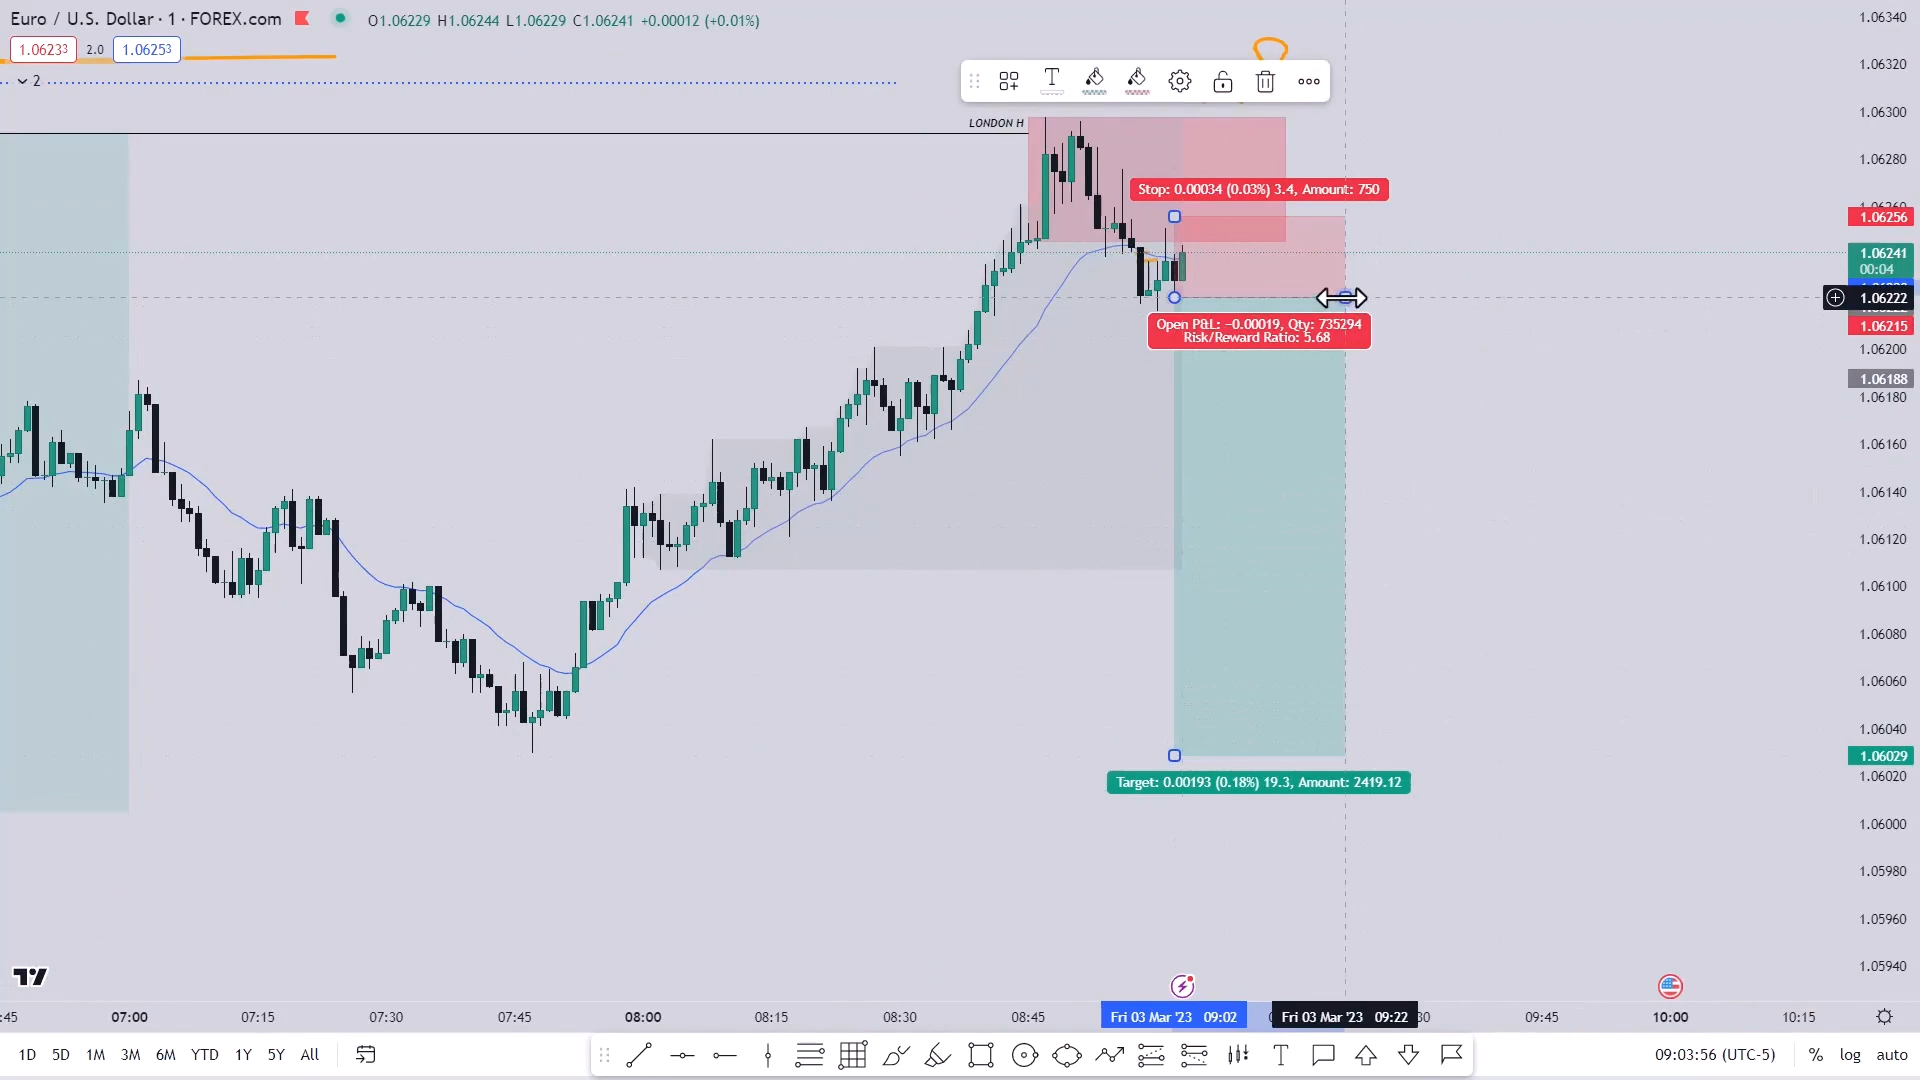 Euro / U.S. Dollar · 1 · FOREX.com
O1.06229 H1.06244 L1.06229 C1.06241 +0.00012 (+0.01%)
1.06233 2.0 1.06253
2
LONDON H
Stop: 0.00034 (0.03%) 3.4, Amount: 750
Open P&L: −0.00019, Qty: 735294
Risk/Reward Ratio: 5.68
Target: 0.00193 (0.18%) 19.3, Amount: 2419.12
1.06340
1.06320
1.06300
1.06280
1.06256
1.06241
00:04
1.06222
1.06215
1.06200
1.06188
1.06180
1.06160
1.06140
1.06120
1.06100
1.06080
1.06060
1.06040
1.06029
1.06020
1.06000
1.05980
1.05960
1.05940
:45 07:00 07:15 07:30 07:45 08:00 08:15 08:30 08:45 Fri 03 Mar '23 09:02 Fri 03 Mar '23 09:22 30 09:45 10:00 10:15
1D 5D 1M 3M 6M YTD 1Y 5Y All
09:03:56 (UTC-5) % log auto